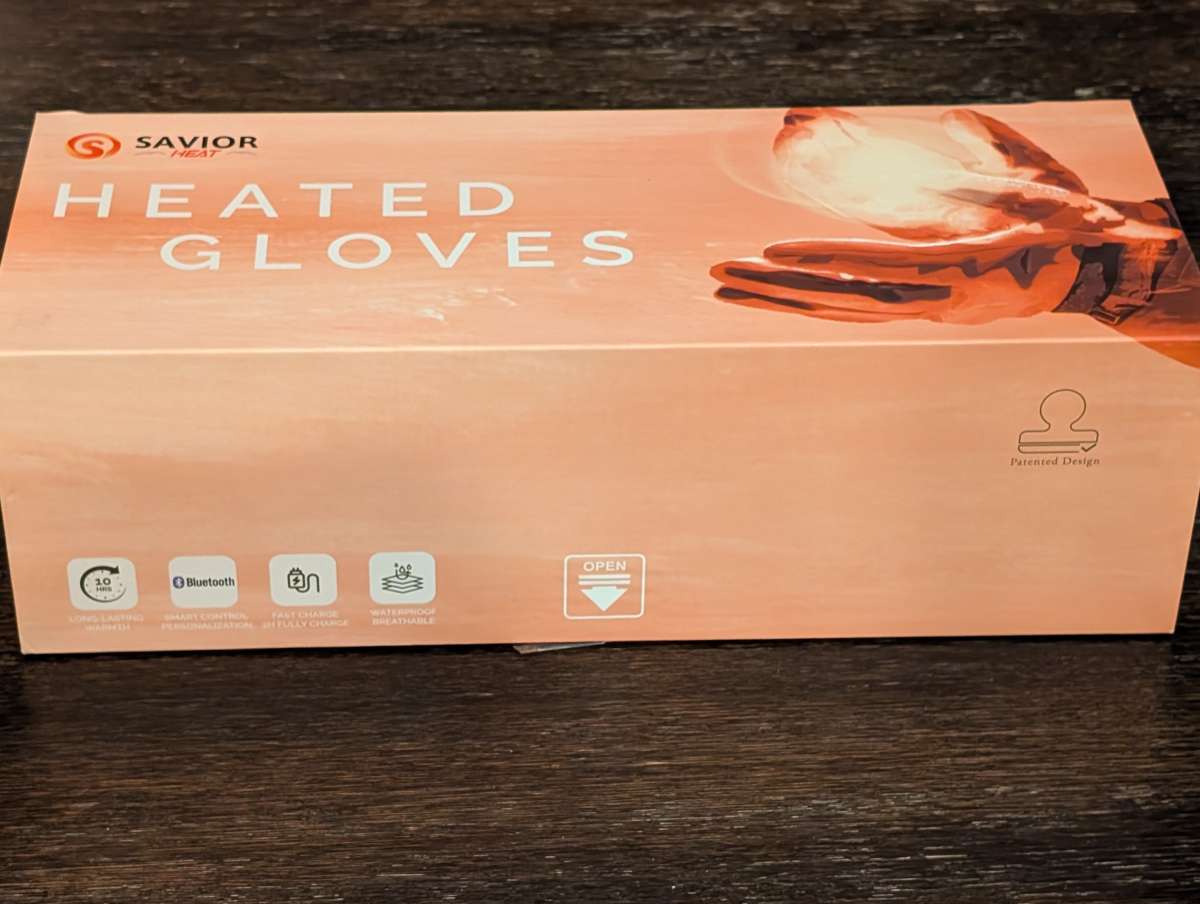 SAVIOR
HEAT
HEATED
GLOVES
Patented Design
10
HRS
LONG-LASTING
WARMTH
Bluetooth
SMART CONTROL
PERSONALIZATION
FAST CHARGE
FULLY CHARGE
WATERPROOF
BREATHABLE
OPEN